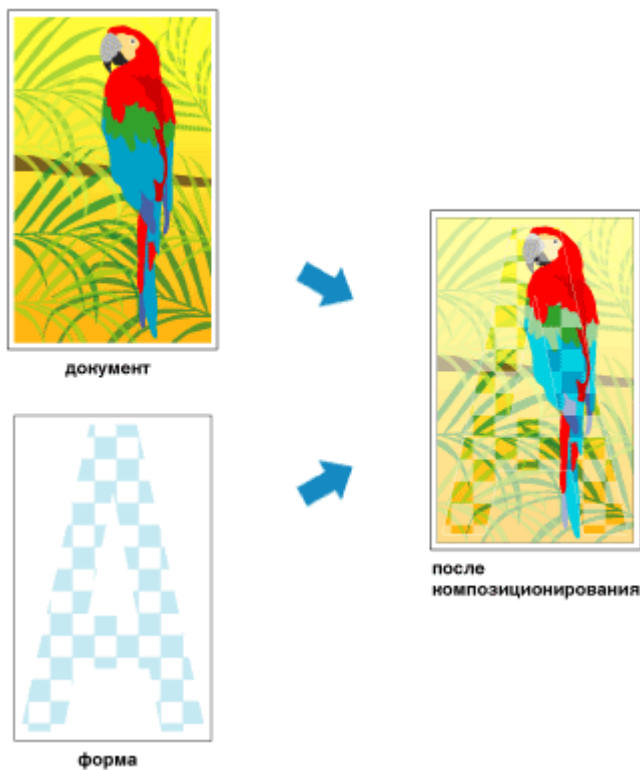 документ
A
после
композиционирования
форма